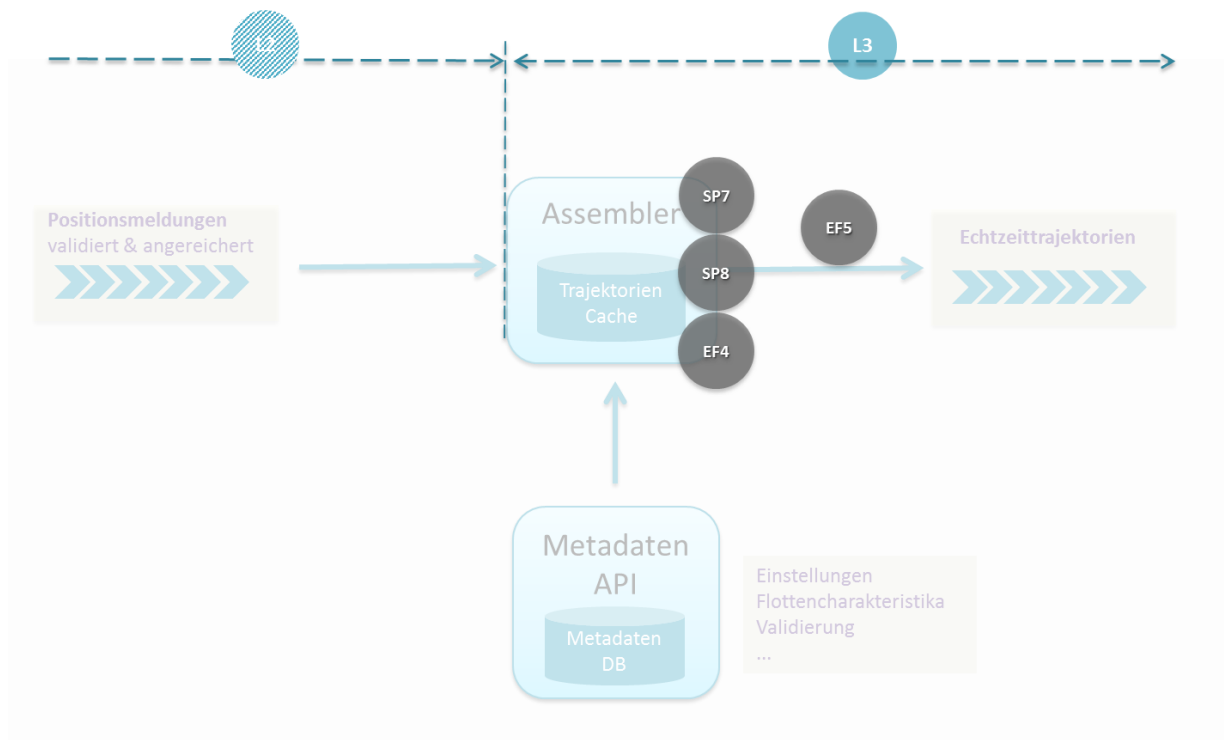 L2
L3
SP7
Assembler
EF5
Positionsmeldungen
validiert & angereichert
Echtzeittrajektorien
SP8
Trajektorien
Cache
EF4
Metadaten
API
Metadaten
DB
Einstellungen
Flottencharakteristika
Validierung
...